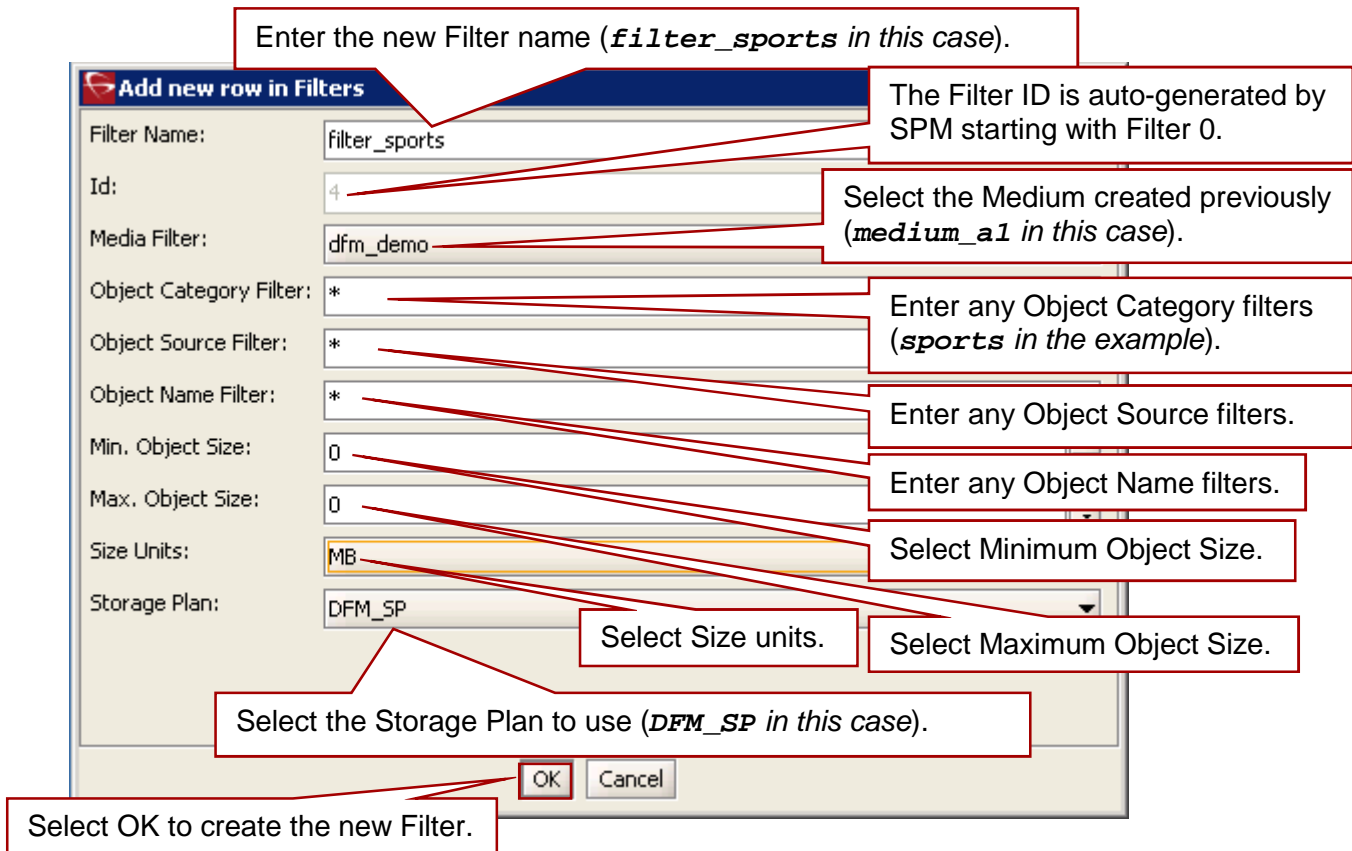 Enter the new Filter name (filter_sports in this case).
Add new row in Filters
The Filter ID is auto-generated by
SPM starting with Filter 0.
Filter Name:
filter_sports
Id:
4
Select the Medium created previously
(medium_a1 in this case).
Media Filter:
dfm_demo
Object Category Filter:
*
Enter any Object Category filters
(sports in the example).
Object Source Filter:
*
Enter any Object Source filters.
Object Name Filter:
*
Enter any Object Name filters.
Min. Object Size:
0
Select Minimum Object Size.
Max. Object Size:
0
Select Maximum Object Size.
Size Units:
MB
Select Size units.
Storage Plan:
DFM_SP
Select the Storage Plan to use (DFM_SP in this case).
OK
Cancel
Select OK to create the new Filter.